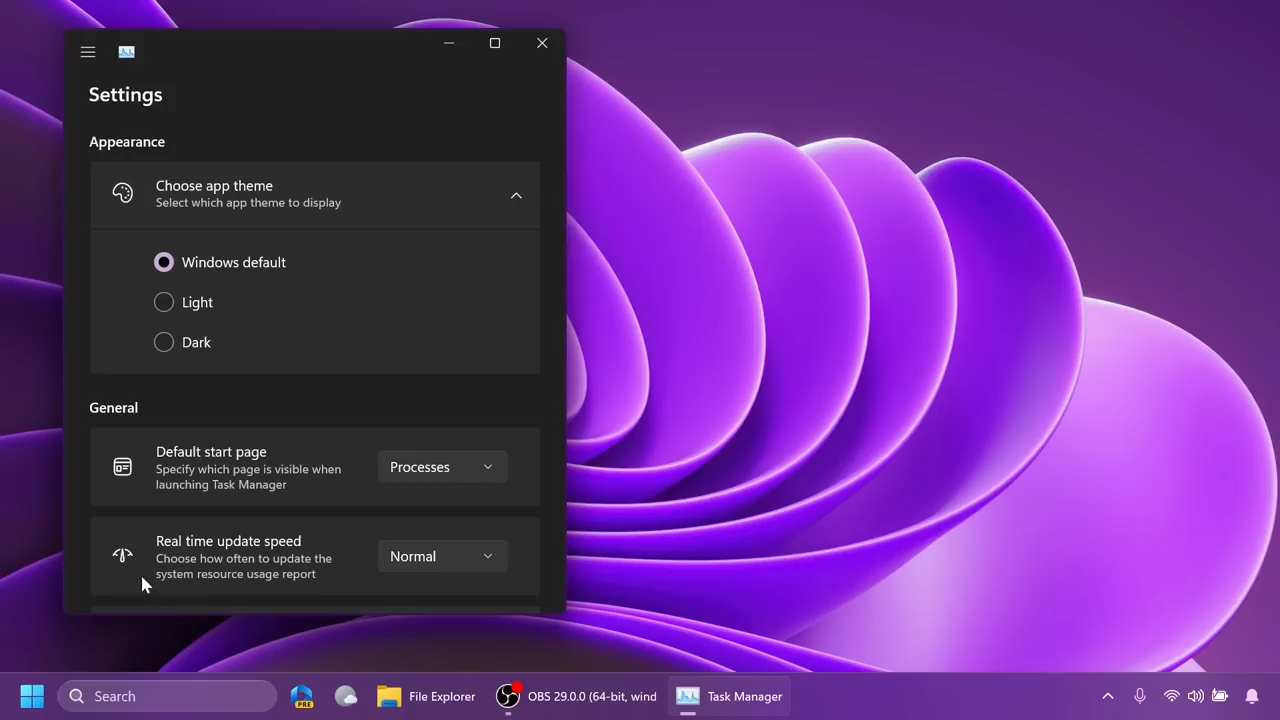 Settings
Appearance
Choose app theme
Select which app theme to display
Windows default
Light
Dark
General
Default start page
Specify which page is visible when
launching Task Manager
Processes
Real time update speed
Choose how often to update the
system resource usage report
Normal
Search
PRE
File Explorer
OBS 29.0.0 (64-bit, wind
Task Manager